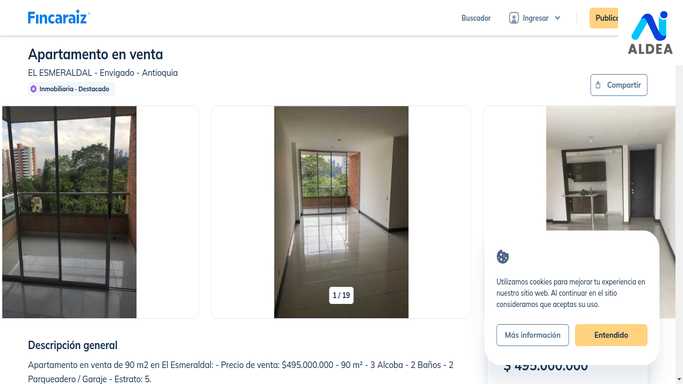 Fincaraiz
Buscador
Ingresar
Publica
ALDEA
Apartamento en venta
EL ESMERALDAL - Envigado - Antioquia
Inmobiliaria - Destacado
Compartir
1 / 19
Utilizamos cookies para mejorar tu experiencia en
nuestro sitio web. Al continuar en el sitio
consideramos que aceptas su uso.
Más información
Entendido
$ 495.000.000
Descripción general
Apartamento en venta de 90 m2 en El Esmeraldal: - Precio de venta: $495.000.000 - 90 m² - 3 Alcoba - 2 Baños - 2
Parqueadero / Garaje - Estrato: 5.